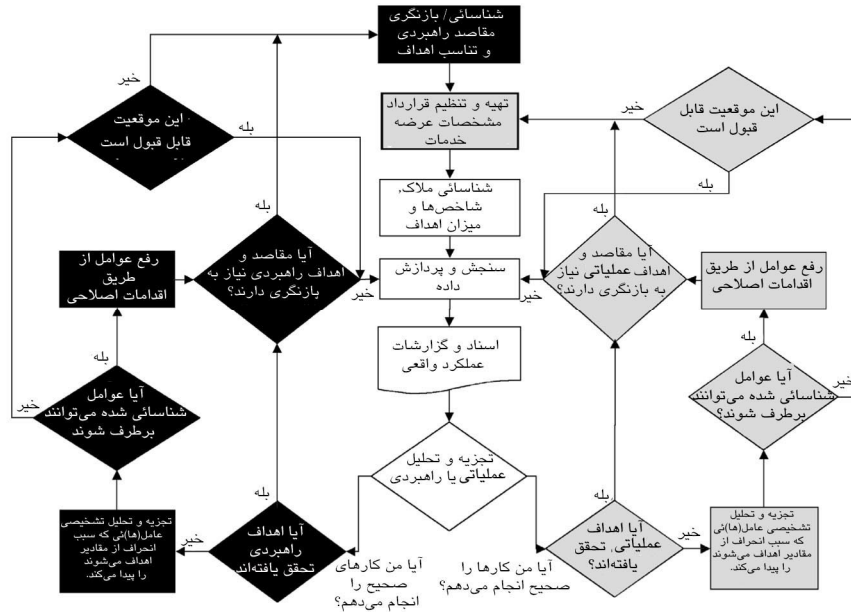 شناسائی/ بازنگری
مقاصد راهبردی
و تناسب اهداف
خیر
این موقعیت
قابل قبول است
بله
تهیه و تنظیم قرارداد
مشخصات عرضه
خدمات
خیر
این موقعیت قابل
قبول است
بله
بله
شناسائی ملاک,
شاخص‌ها و
میزان اهداف
بله
رفع عوامل از
طریق
اقدامات اصلاحی
آیا مقاصد و
اهداف راهبردی نیاز به
بازنگری دارند؟
خیر
سنجش و پردازش
داده
خیر
آیا مقاصد و
اهداف عملیاتی نیاز
به بازنگری دارند؟
رفع عوامل از طریق
اقدامات اصلاحی
بله
اسناد و گزارشات
عملکرد واقعی
بله
آیا عوامل
شناسائی شده می‌توانند
برطرف شوند
خیر
آیا عوامل
شناسائی شده می‌توانند
برطرف شوند؟
خیر
تجزیه و تحلیل
عملیاتی یا راهبردی
بله
بله
تجزیه و تحلیل تشخیصی
عامل(ها)ئی که سبب
انحراف از مقادیر
اهداف می‌شوند
را پیدا می‌کند.
خیر
آیا اهداف
راهبردی
تحقق یافته‌اند
آیا من کارهای
صحیح را
انجام می‌دهم؟
آیا من کارها را
صحیح انجام می‌دهم؟
آیا اهداف
عملیاتی, تحقق
یافته‌اند؟
خیر
تجزیه و تحلیل
تشخیصی عامل(ها)ئی
که سبب انحراف از
مقادیر اهداف می‌شوند
را پیدا می‌کند.